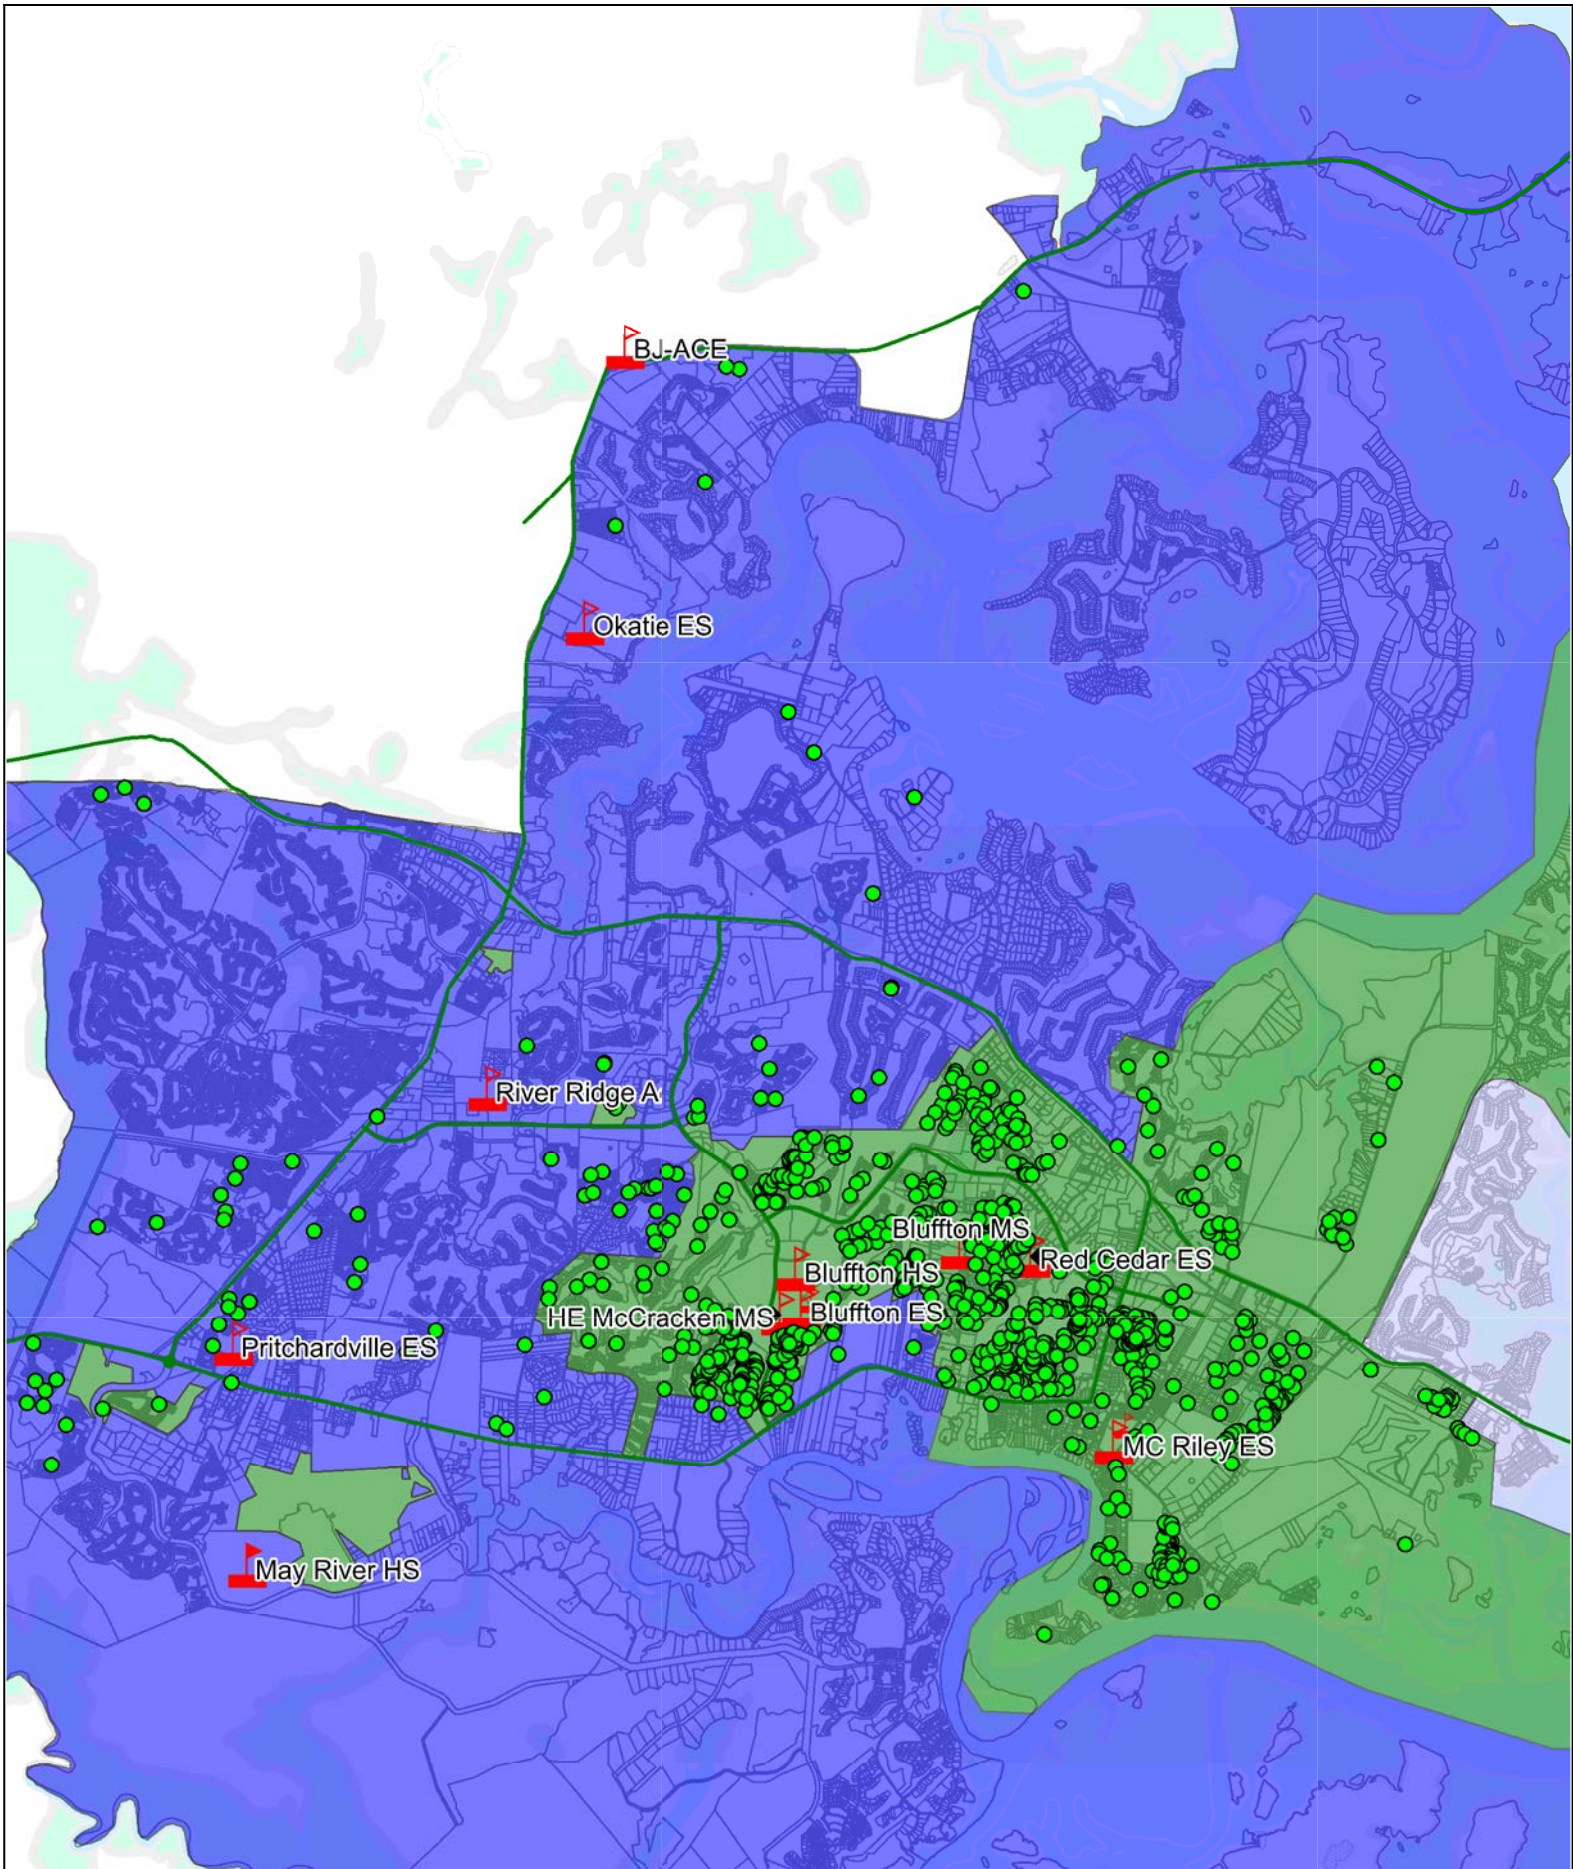 BJ-ACE
Okatie ES
River Ridge A
Bluffton MS
Red Cedar ES
Bluffton HS
HE McCracken MS
Bluffton ES
Pritchardville ES
MC Riley ES
May River HS